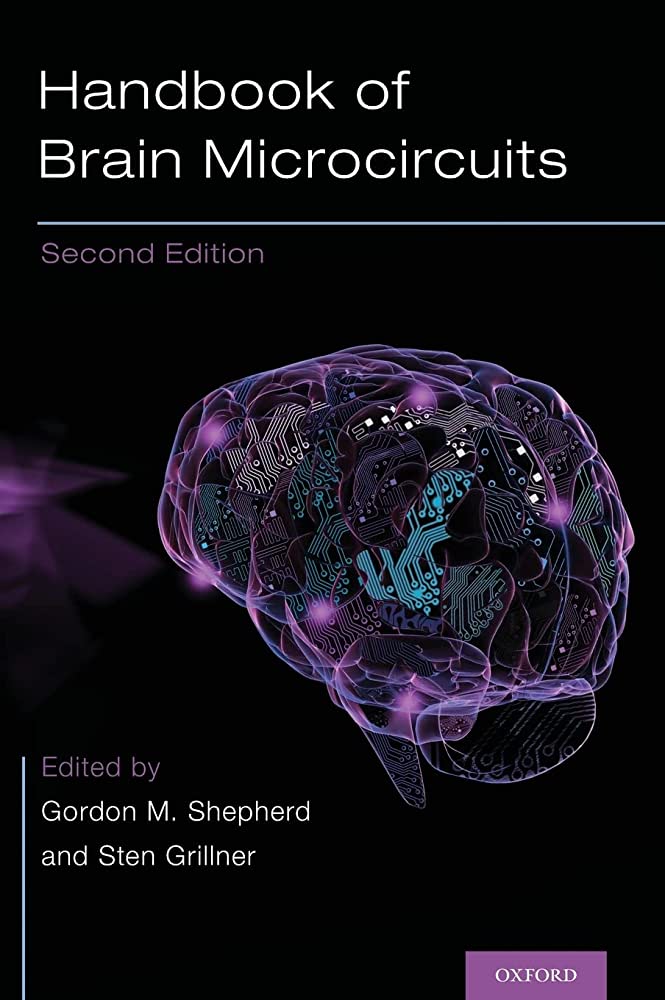 Handbook of
Brain Microcircuits
Second Edition
Edited by
Gordon M. Shepherd
and Sten Grillner
OXFORD